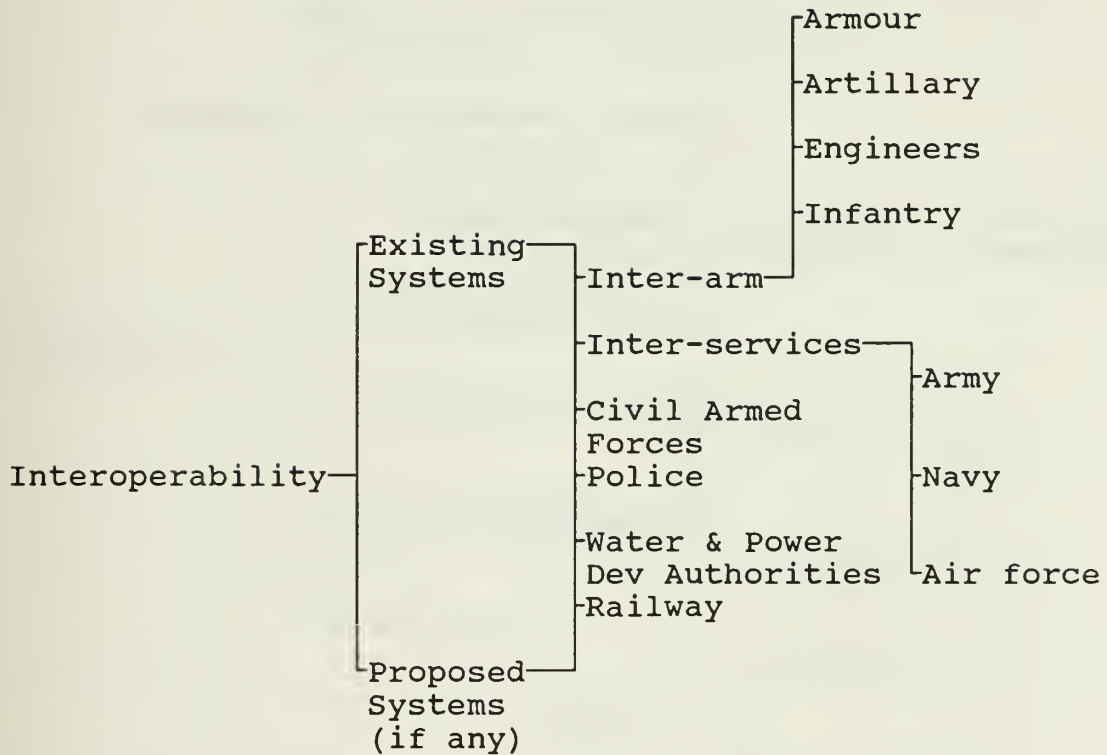 Armour
Artillary
Engineers
Infantry
Existing
Systems
Inter-arm
Inter-services
Army
Civil Armed
Forces
Interoperability
Police
Navy
Water & Power
Dev Authorities
Air force
Railway
Proposed
Systems
(if any)